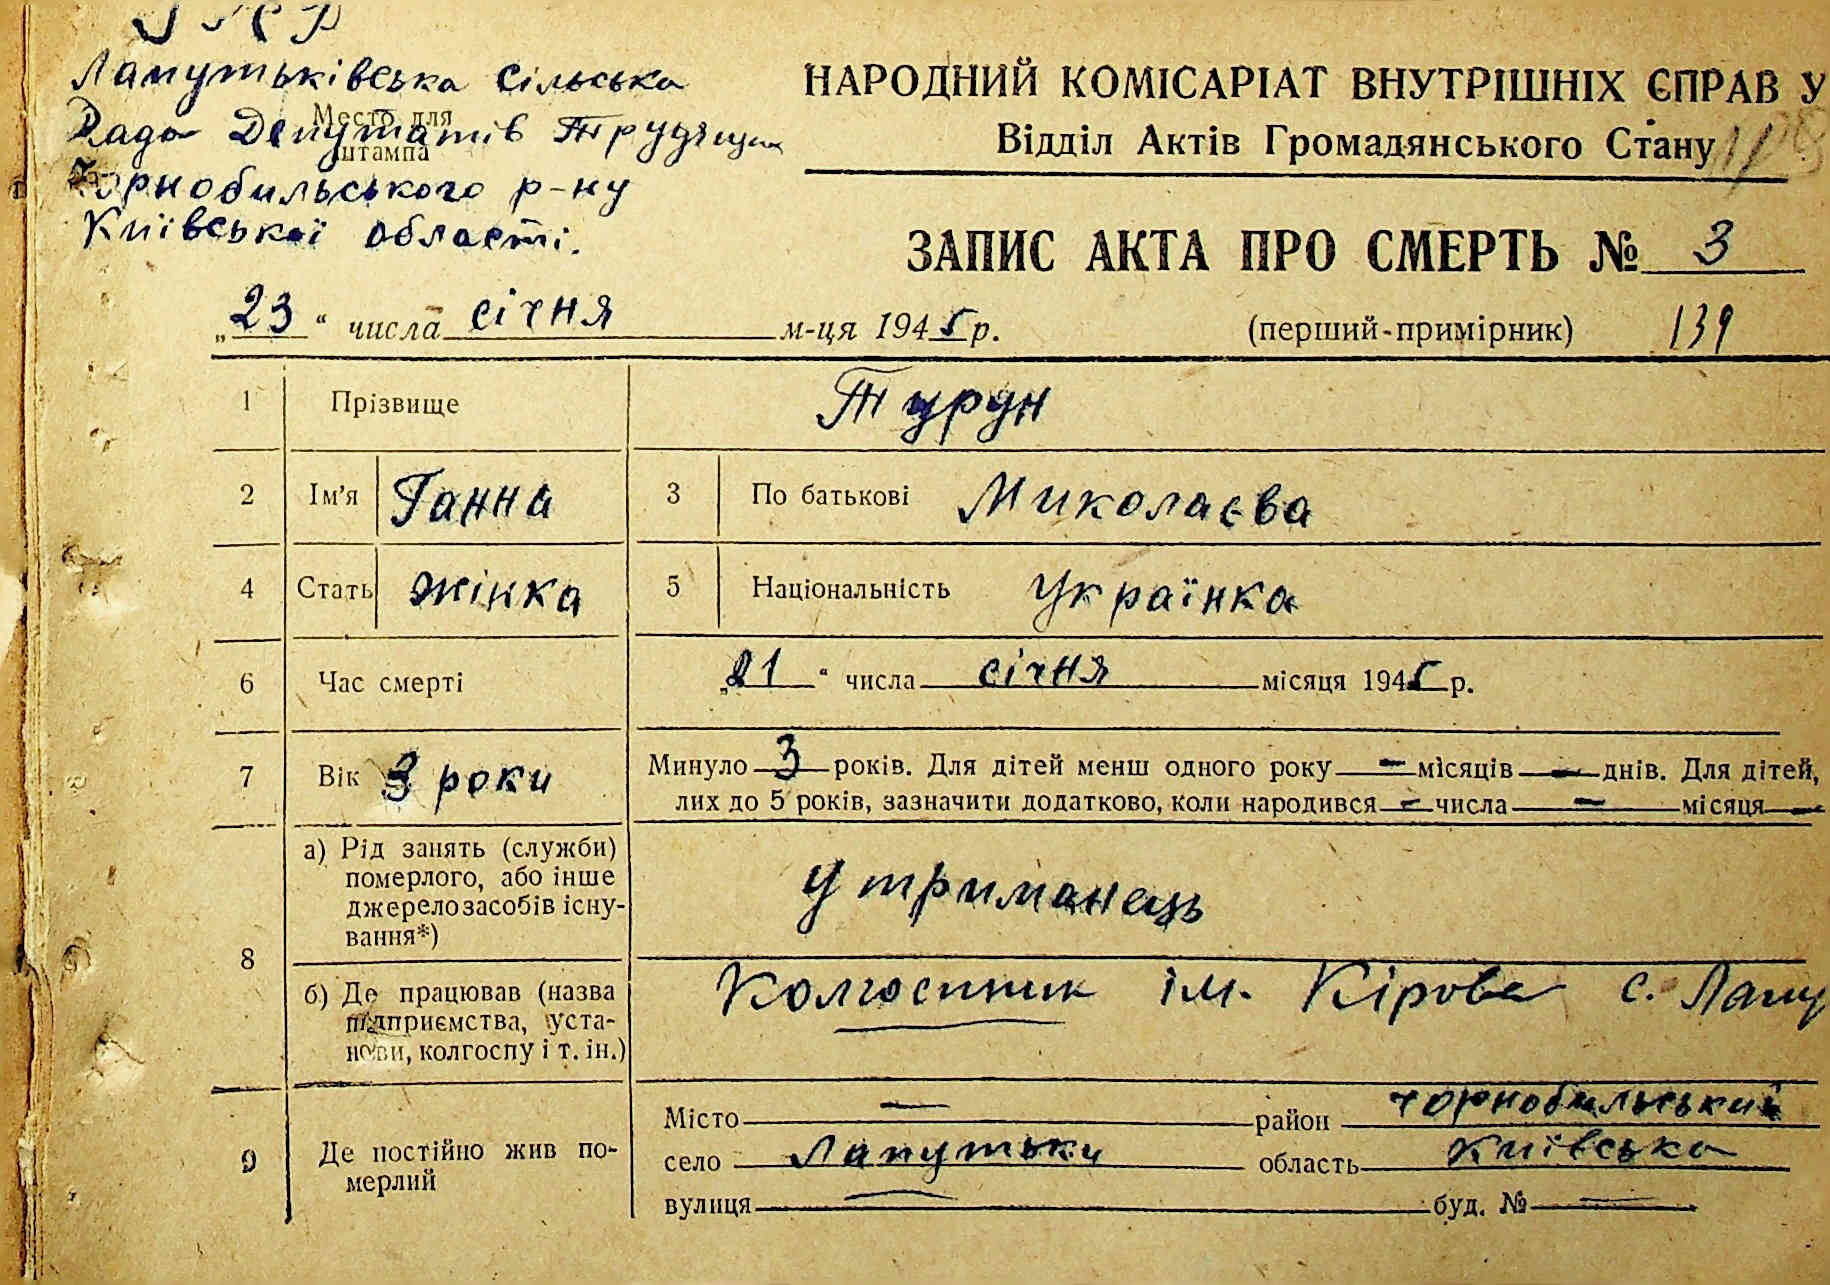 Лапутьківська сільська
Рада Депутатів Трудящих
Место для
штампа
Чорнобильського р-ну
Київської області.
НАРОДНИЙ КОМІСАРІАТ ВНУТРІШНІХ СПРАВ У
Відділ Актів Громадянського Стану
ЗАПИС АКТА ПРО СМЕРТЬ № 3
„23“ числа січня м-ця 1945 р. (перший-примірник) 139
1 Прізвище Турун
2 Ім'я Ганна 3 По батькові Миколаєва
4 Стать жінка 5 Національність Українка
6 Час смерті „21“ числа січня місяця 1945 р.
7 Вік 3 роки Минуло 3 років. Для дітей менш одного року — місяців — днів. Для дітей,
лих до 5 років, зазначити додатково, коли народився — числа — місяця —
8 а) Рід занять (служби)
померлого, або інше
джерело засобів існу-
вання*)
Утриманець
б) Де працював (назва
підприємства, уста-
нови, колгоспу і т. ін.)
Колгоспник ім. Кірова с. Лапу
9 Де постійно жив по-
мерлий
Місто — район Чорнобильський
село Лапутьки область Київська
вулиця — буд. № —